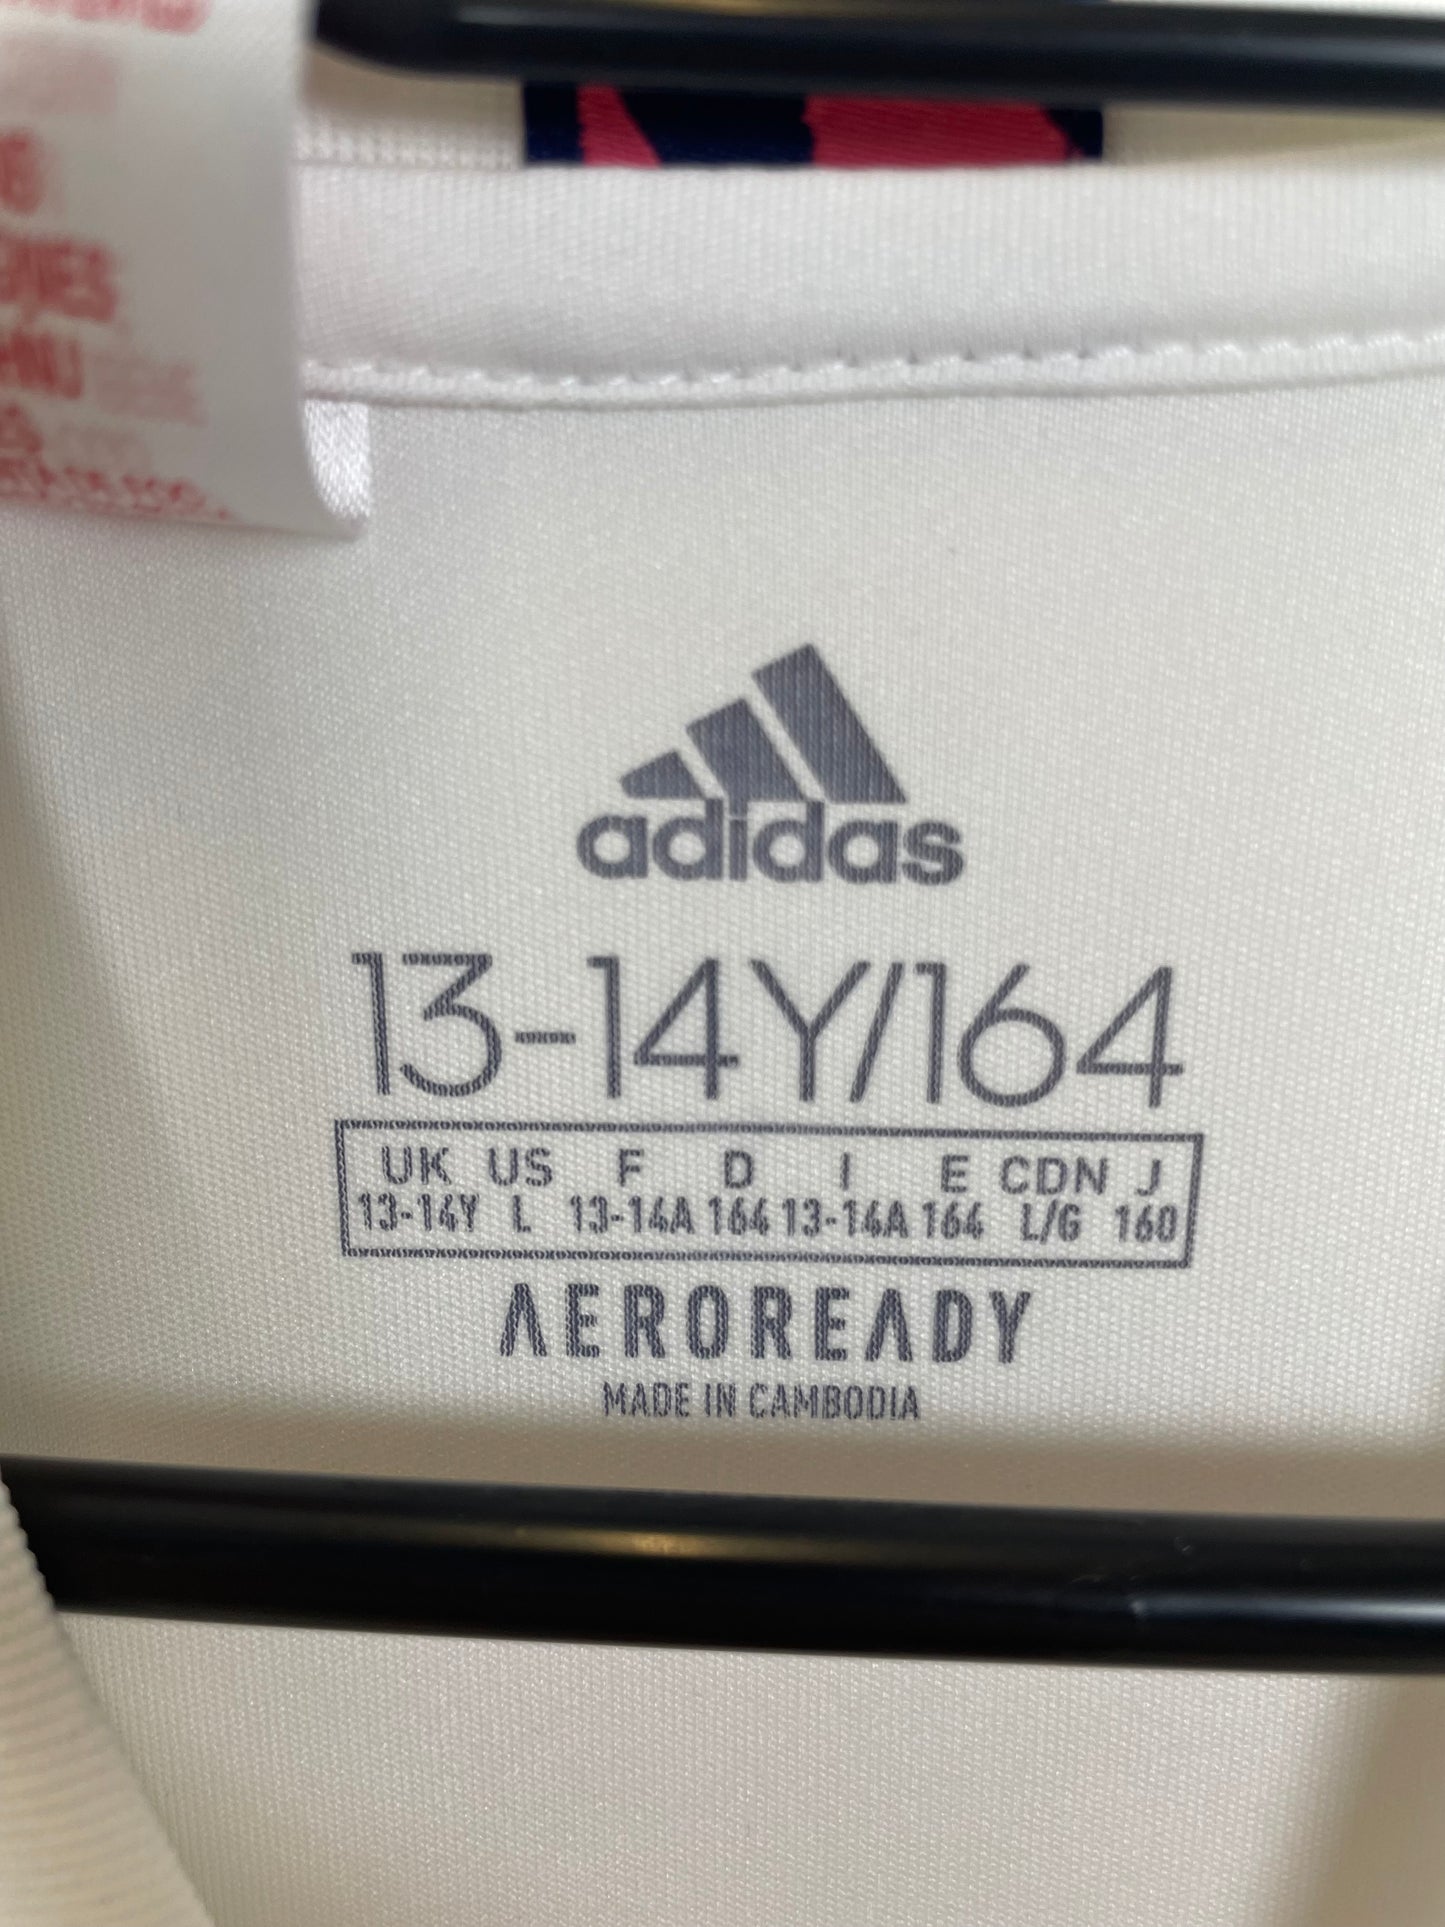 adidas
13-14Y/164
UK US F D I E CDN J
13-14Y L 13-14A 164 13-14A 164 L/G 160
AEROREADY
MADE IN CAMBODIA